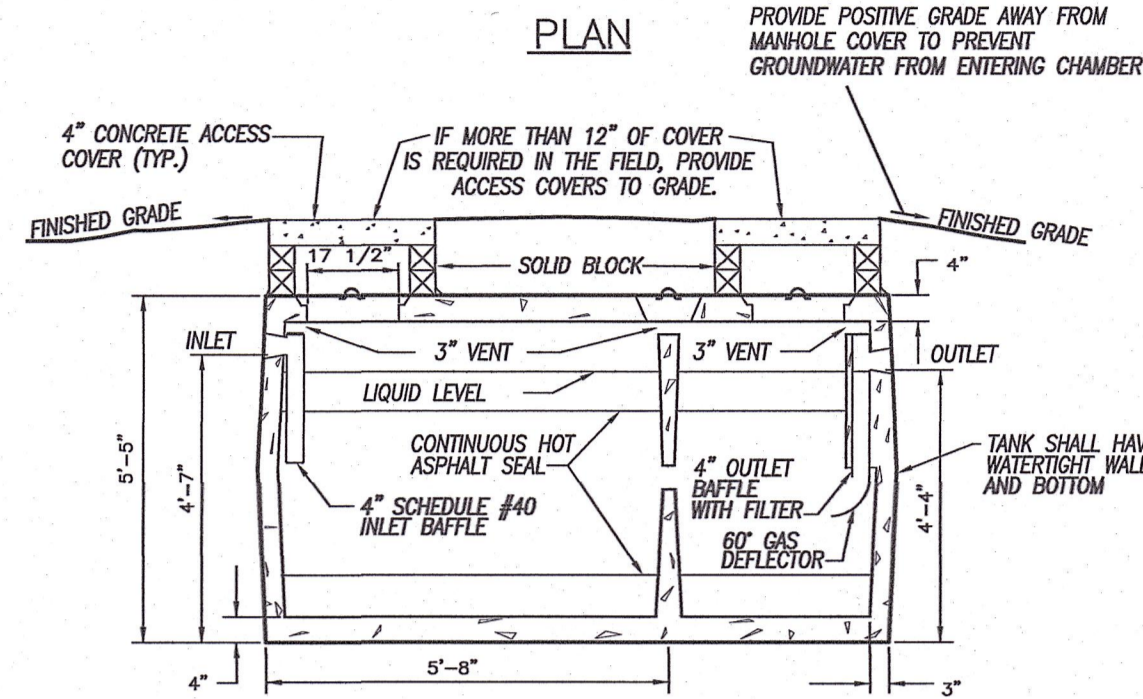 PLAN
PROVIDE POSITIVE GRADE AWAY FROM
MANHOLE COVER TO PREVENT
GROUNDWATER FROM ENTERING CHAMBER
4" CONCRETE ACCESS
COVER (TYP.)
IF MORE THAN 12" OF COVER
IS REQUIRED IN THE FIELD, PROVIDE
ACCESS COVERS TO GRADE.
FINISHED GRADE
FINISHED GRADE
17 1/2"
SOLID BLOCK
4"
INLET
3" VENT
3" VENT
OUTLET
LIQUID LEVEL
5'-5"
4'-7"
CONTINUOUS HOT
ASPHALT SEAL
4" SCHEDULE #40
INLET BAFFLE
4" OUTLET
BAFFLE
WITH FILTER
60° GAS
DEFLECTOR
TANK SHALL HAV
WATERTIGHT WALL
AND BOTTOM
4'-4"
4"
5'-8"
3"